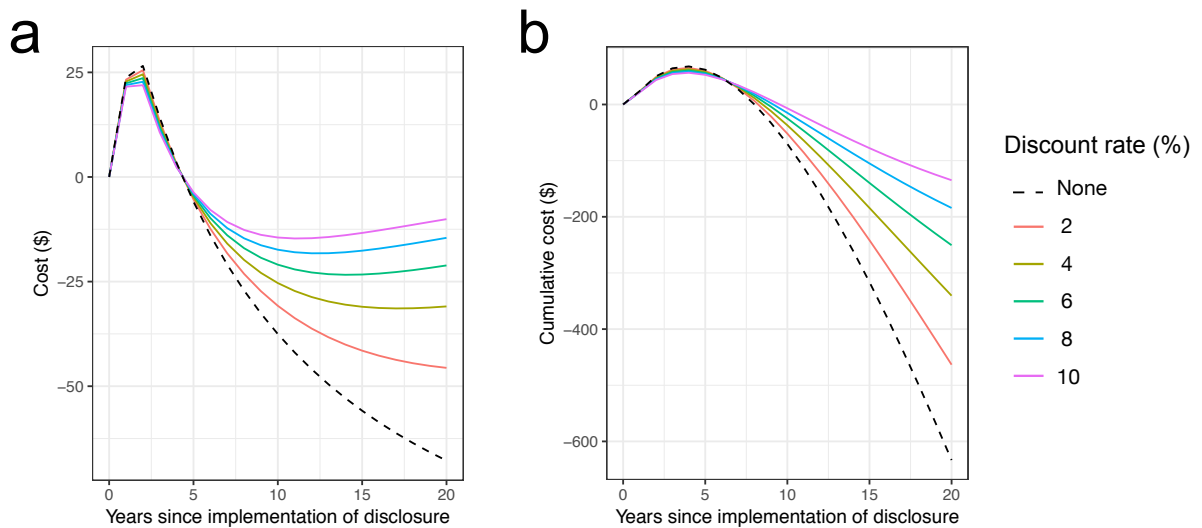 a
25
0
−25
−50
Cost ($)
0
5
10
15
20
Years since implementation of disclosure
b
0
−200
−400
−600
Cumulative cost ($)
0
5
10
15
20
Years since implementation of disclosure
Discount rate (%)
None
2
4
6
8
10